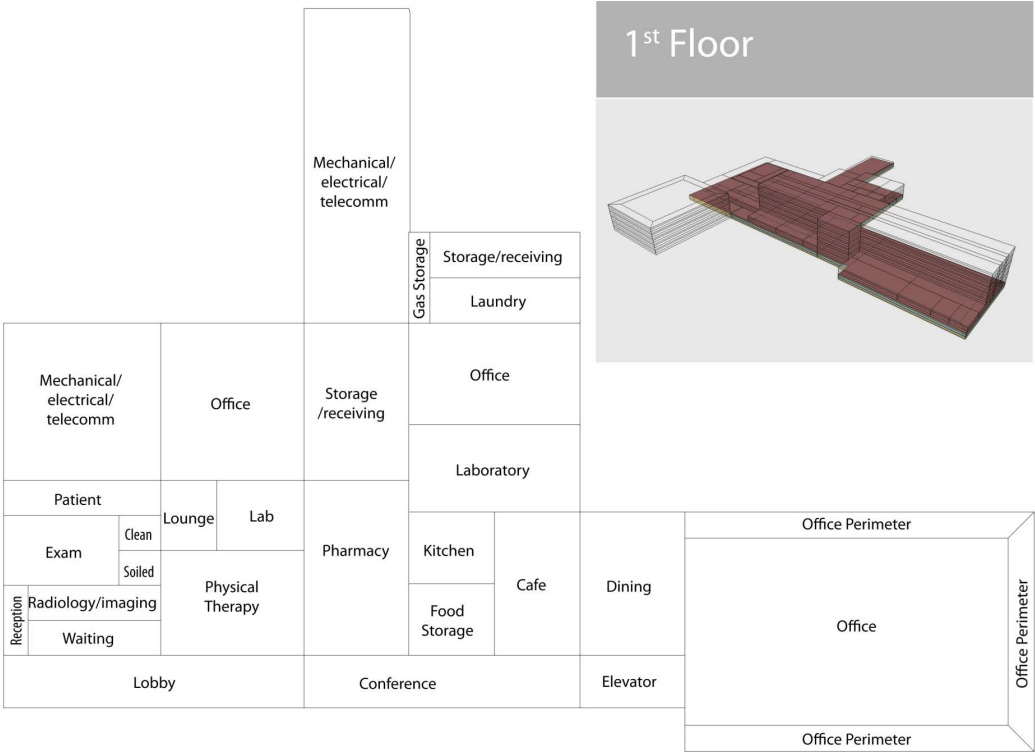 1st Floor
Mechanical/
electrical/
telecomm
Gas Storage
Storage/receiving
Laundry
Mechanical/
electrical/
telecomm
Office
Storage
/receiving
Office
Laboratory
Patient
Lounge
Lab
Exam
Clean
Soiled
Pharmacy
Kitchen
Cafe
Dining
Office Perimeter
Reception
Radiology/imaging
Waiting
Physical
Therapy
Food
Storage
Office
Office Perimeter
Lobby
Conference
Elevator
Office Perimeter